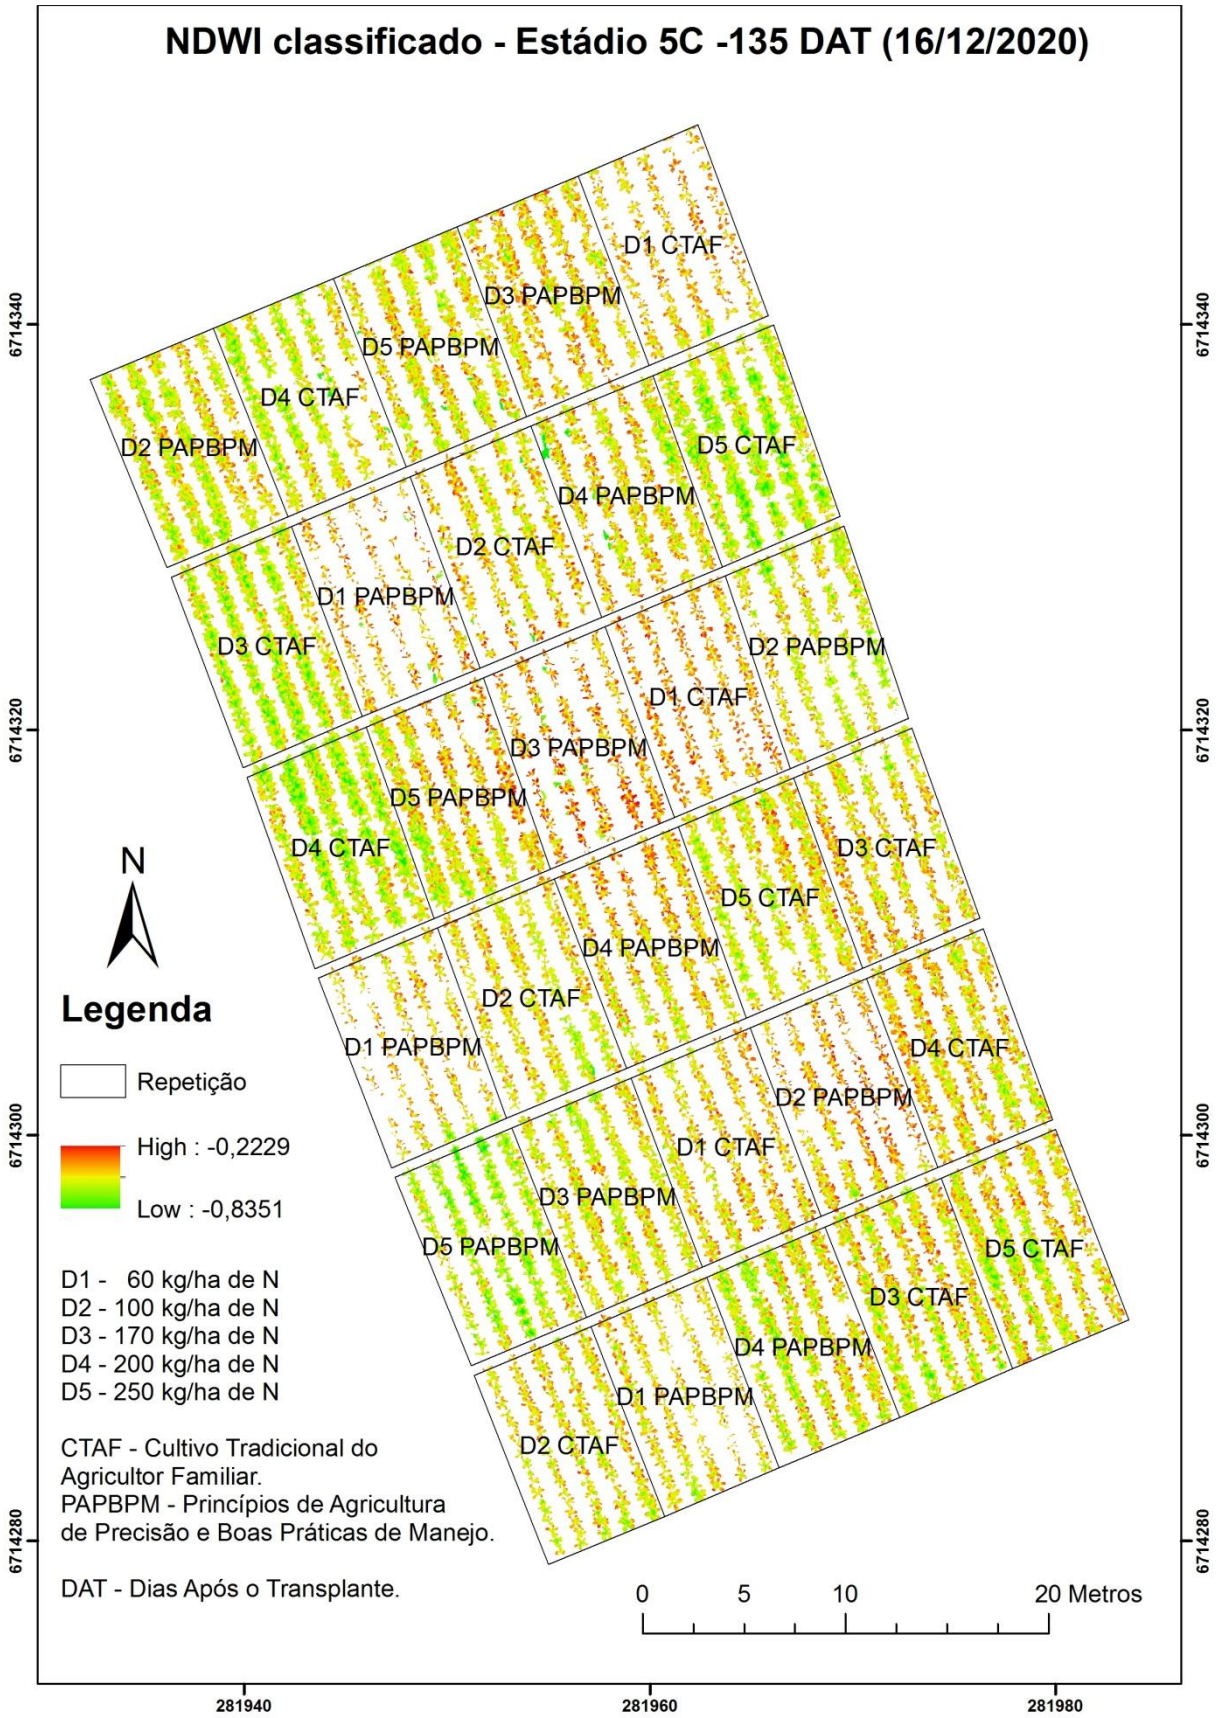 NDWI classificado - Estádio 5C -135 DAT (16/12/2020)
D1 CTAF
D3 PAPBPM
D5 PAPBPM
D4 CTAF
D2 PAPBPM
D5 CTAF
D4 PAPBPM
D2 CTAF
D1 PAPBPM
D3 CTAF
D2 PAPBPM
D1 CTAF
D3 PAPBPM
D5 PAPBPM
D4 CTAF
D3 CTAF
D5 CTAF
D4 PAPBPM
D2 CTAF
D1 PAPBPM
D4 CTAF
D2 PAPBPM
D1 CTAF
D3 PAPBPM
D5 PAPBPM
D5 CTAF
D3 CTAF
D4 PAPBPM
D1 PAPBPM
D2 CTAF
6714340
6714320
6714300
6714280
6714340
6714320
6714300
6714280
N
Legenda
Repetição
High : -0,2229
Low : -0,8351
D1 - 60 kg/ha de N
D2 - 100 kg/ha de N
D3 - 170 kg/ha de N
D4 - 200 kg/ha de N
D5 - 250 kg/ha de N
CTAF - Cultivo Tradicional do
Agricultor Familiar.
PAPBPM - Princípios de Agricultura
de Precisão e Boas Práticas de Manejo.
DAT - Dias Após o Transplante.
0 5 10 20 Metros
281940 281960 281980